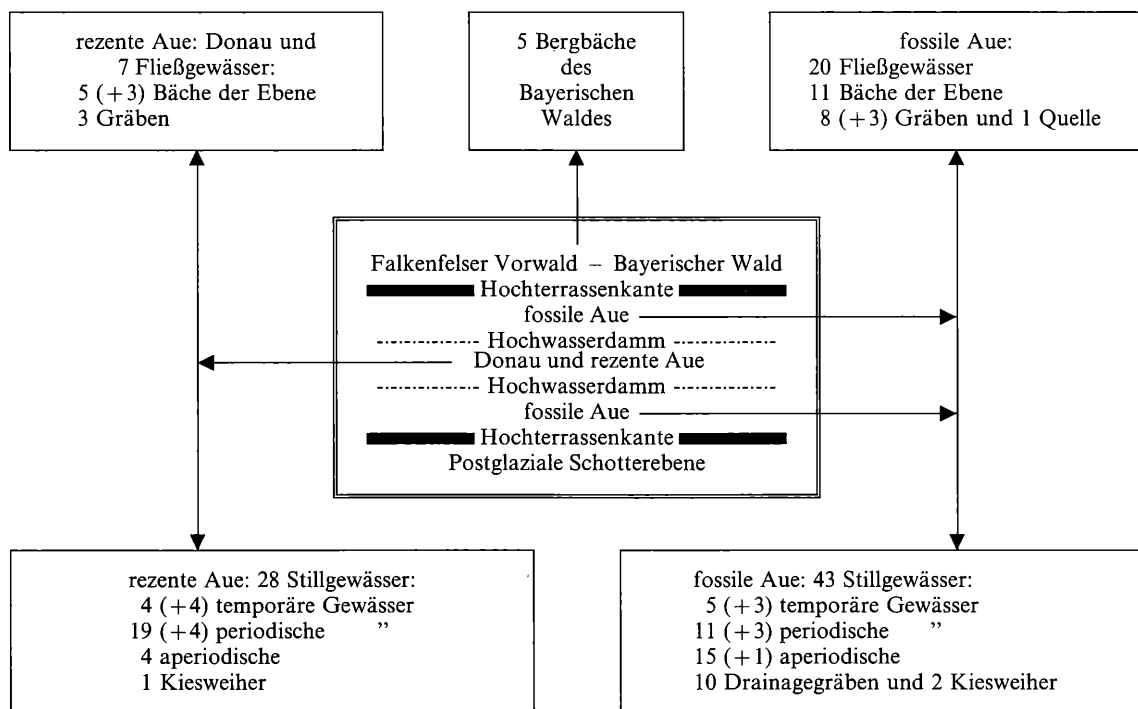 rezente Aue: Donau und
7 Fließgewässer:
5 (+3) Bäche der Ebene
3 Gräben
5 Bergbäche
des
Bayerischen
Waldes
fossile Aue:
20 Fließgewässer
11 Bäche der Ebene
8 (+3) Gräben und 1 Quelle
Falkenfelser Vorwald – Bayerischer Wald
Hochterrassenkante
fossile Aue
Hochwasserdamm
Donau und rezente Aue
Hochwasserdamm
fossile Aue
Hochterrassenkante
Postglaziale Schotterebene
rezente Aue: 28 Stillgewässer:
4 (+4) temporäre Gewässer
19 (+4) periodische ”
4 aperiodische
1 Kiesweiher
fossile Aue: 43 Stillgewässer:
5 (+3) temporäre Gewässer
11 (+3) periodische ”
15 (+1) aperiodische
10 Drainagegräben und 2 Kiesweiher